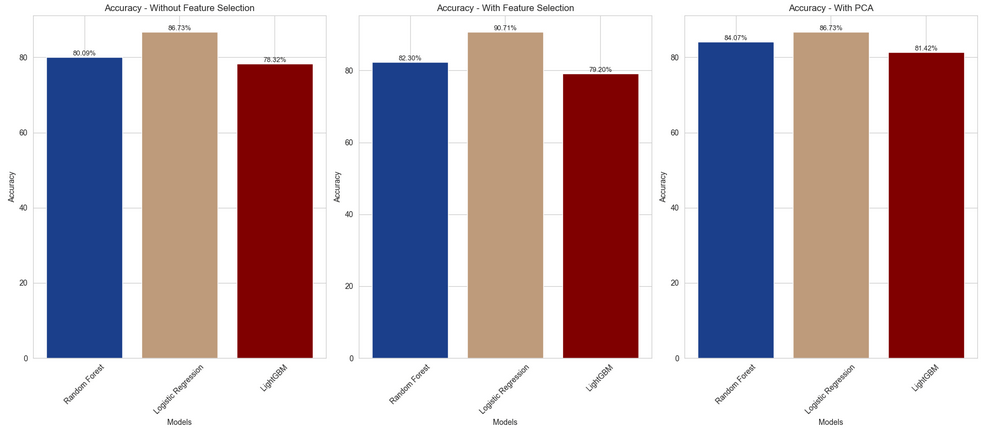 Accuracy - Without Feature Selection
86.73%
80.09%
78.32%
80
60
40
20
0
Accuracy
Random Forest
Logistic Regression
LightGBM
Models
Accuracy - With Feature Selection
90.71%
82.30%
79.20%
80
60
40
20
0
Accuracy
Random Forest
Logistic Regression
LightGBM
Models
Accuracy - With PCA
84.07%
86.73%
81.42%
80
60
40
20
0
Accuracy
Random Forest
Logistic Regression
LightGBM
Models